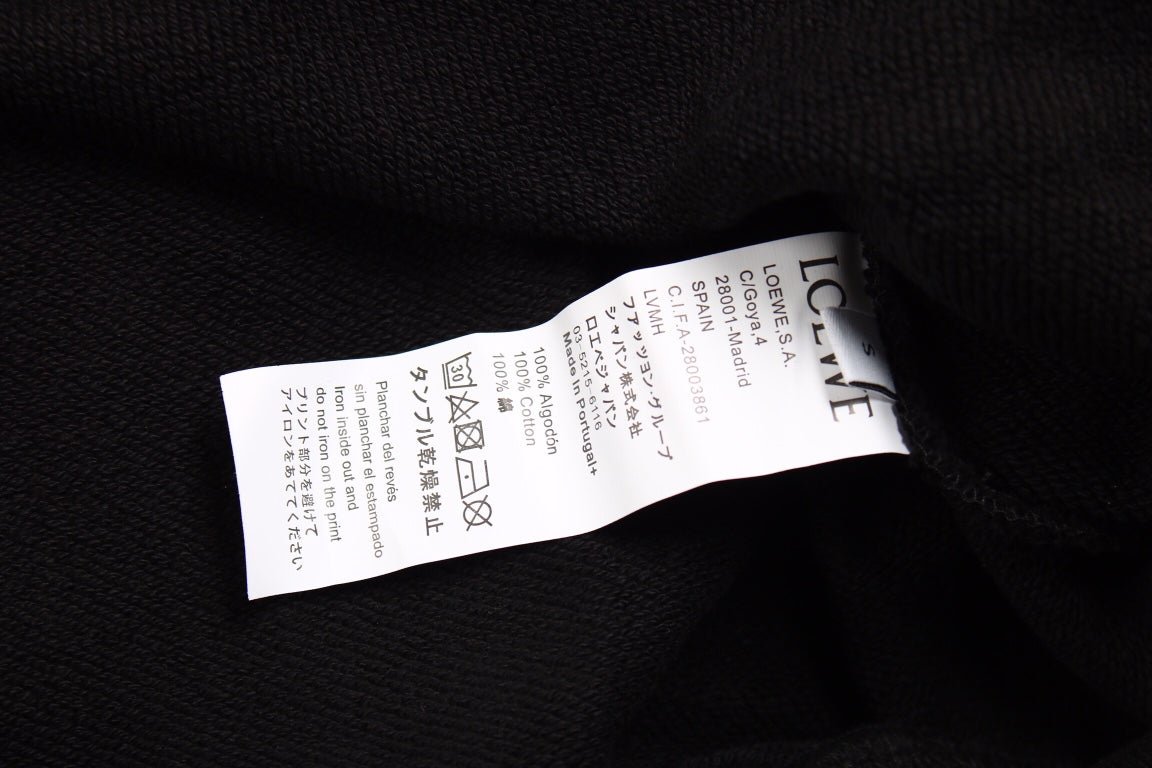 LOEWE
S
LOEWE,S.A.
C/Goya,4
28001-Madrid
SPAIN
C.I.F.A-28003861
LVMH
ファッツョン·グループ
シャパン株式会社
ロエベジャパン
03-5215-6116
Made In Portugal+
100% Algodón
100% Cotton
100% 綿
30
タンブル乾燥禁止
Planchar del revés
sin planchar el estampado
Iron inside out and
do not iron on the print
プリント部分を避けて
アイロンをあててください